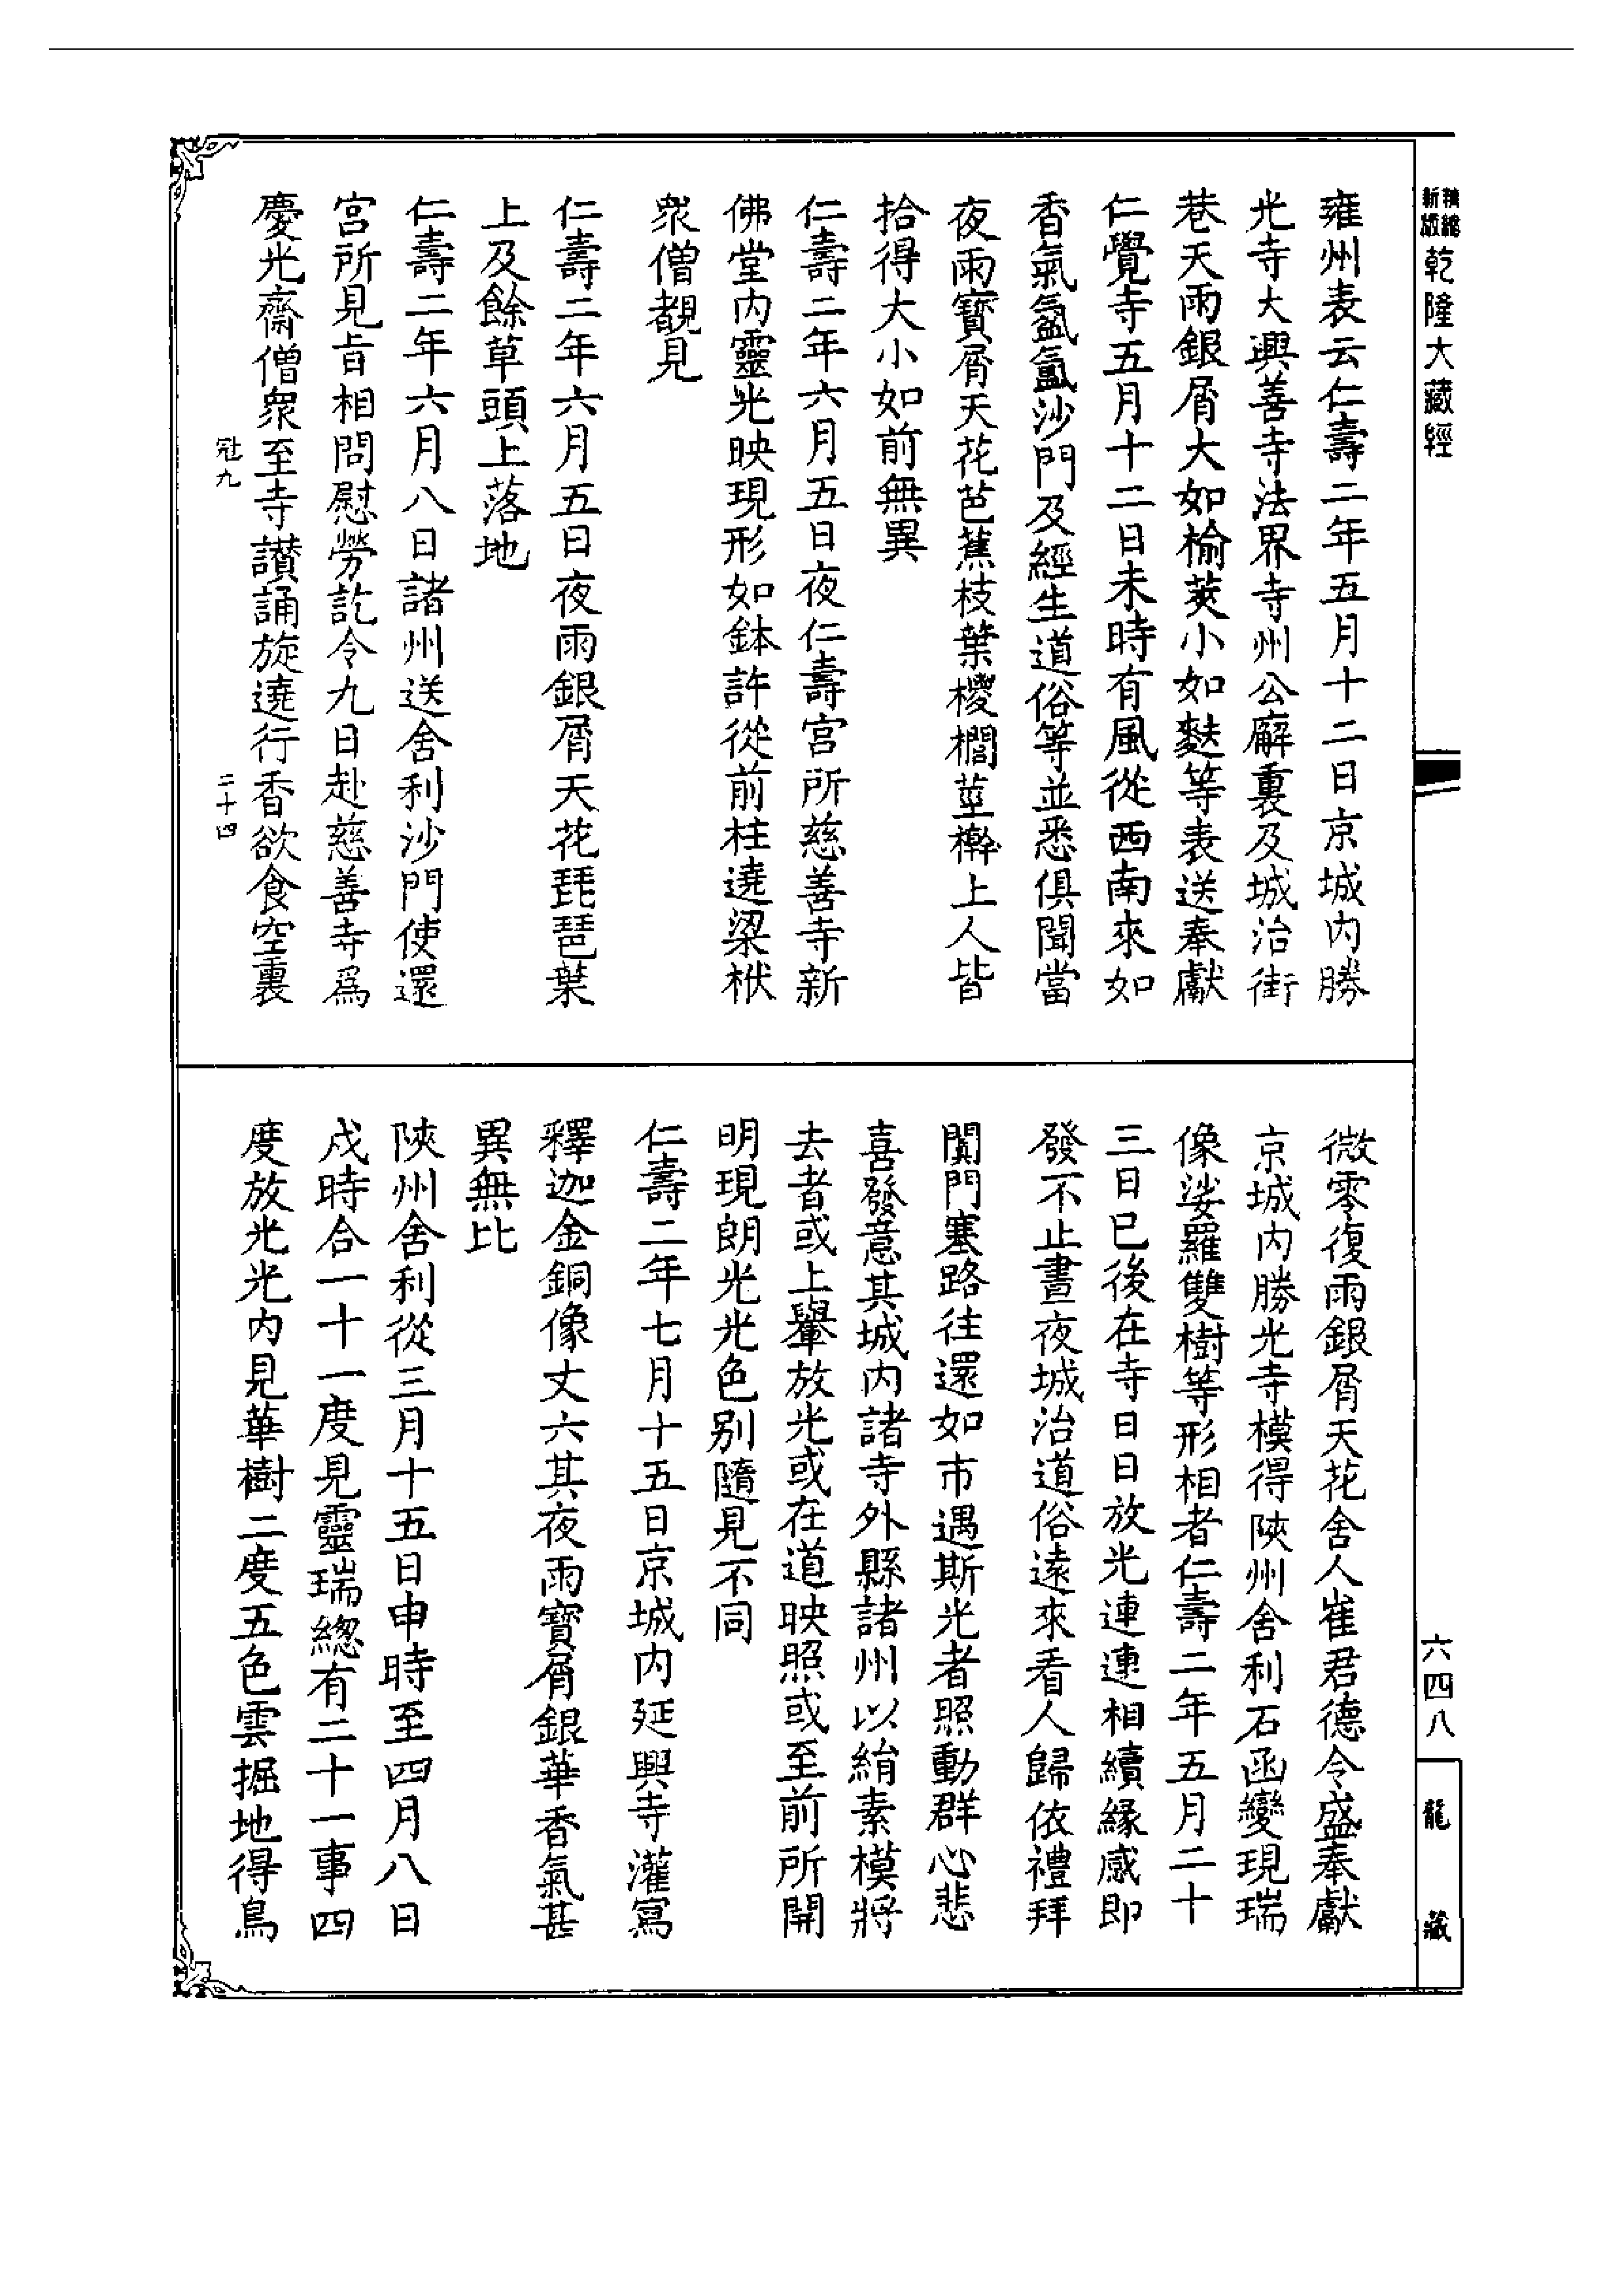 新版精縮乾隆大藏經
雍州表云仁壽二年五月十二日京城內勝
光寺大興善寺法界寺州公廨裏及城治街
巷天雨銀屑大如榆莢小如麩等表送奉獻
仁覺寺五月十二日未時有風從西南來如
香氣氳氳沙門及經生道俗等並悉俱聞當
夜雨寶屑天花芭蕉枝葉椶櫚莖檊上人皆
拾得大小如前無異
仁壽二年六月五日夜仁壽宮所慈善寺新
佛堂內靈光映現形如鉢許從前柱遶梁栿
衆僧覩見
仁壽二年六月五日夜雨銀屑天花琵琶葉
上及餘草頭上落地
仁壽二年六月八日諸州送舍利沙門使還
宮所見旨相問慰勞訖令九日赴慈善寺爲
慶光齋僧衆至寺讚誦旋遶行香欲食空裏
冠九
二十四
微零復雨銀屑天花舍人崔君德令盛奉獻
京城內勝光寺模得陝州舍利石函變現瑞
像娑羅雙樹等形相者仁壽二年五月二十
三日已後在寺日日放光連連相續緣感即
發不止晝夜城治道俗遠來看人歸依禮拜
闐門塞路往還如市遇斯光者照動群心悲
喜發意其城內諸寺外縣諸州以絹素模將
去者或上輦放光或在道映照或至前所開
明現朗光光色別隨見不同
仁壽二年七月十五日京城內延興寺灌寫
釋迦金銅像丈六其夜雨寶屑銀華香氣甚
異無比
陝州舍利從三月十五日申時至四月八日
戌時合一十一度見靈瑞總有二十一事四
度放光光內見華樹二度五色雲掘地得鳥
六四八
龍藏